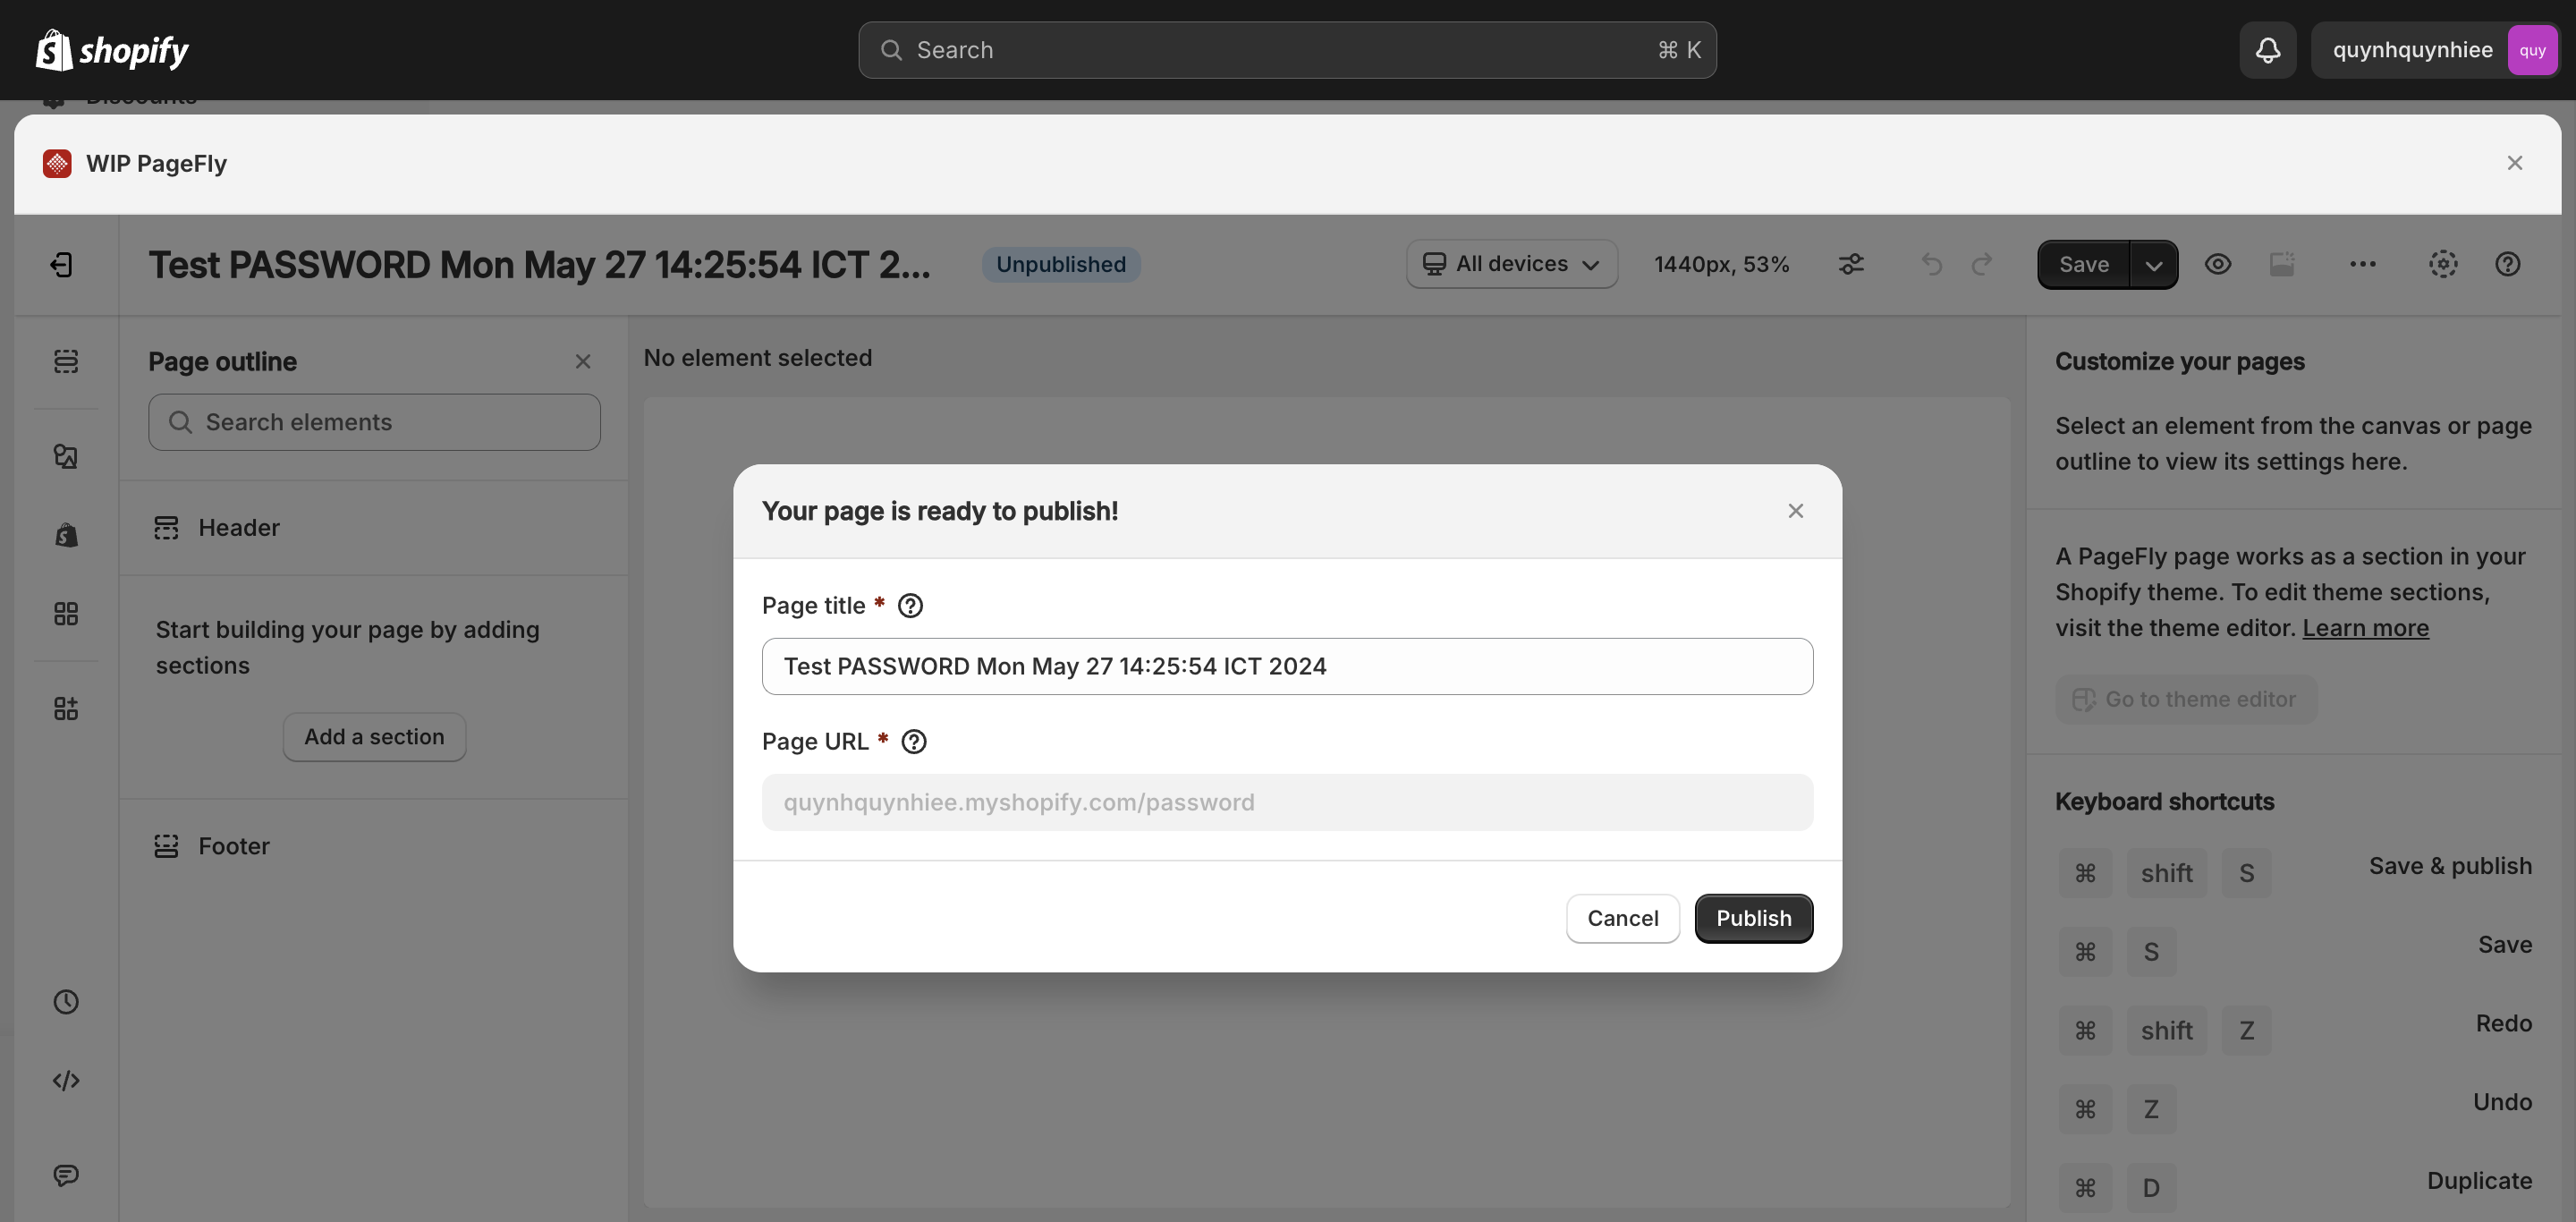 shopify
Search
⌘ K
quynhquynhiee
quy
Discounts
WIP PageFly
Test PASSWORD Mon May 27 14:25:54 ICT 2...
Unpublished
All devices
1440px, 53%
Save
Page outline
Search elements
Header
Start building your page by adding
sections
Add a section
Footer
No element selected
Your page is ready to publish!
Page title *
Test PASSWORD Mon May 27 14:25:54 ICT 2024
Page URL *
quynhquynhiee.myshopify.com/password
Cancel
Publish
Customize your pages
Select an element from the canvas or page
outline to view its settings here.
A PageFly page works as a section in your
Shopify theme. To edit theme sections,
visit the theme editor. Learn more
Go to theme editor
Keyboard shortcuts
⌘ shift S Save & publish
⌘ S Save
⌘ shift Z Redo
⌘ Z Undo
⌘ D Duplicate